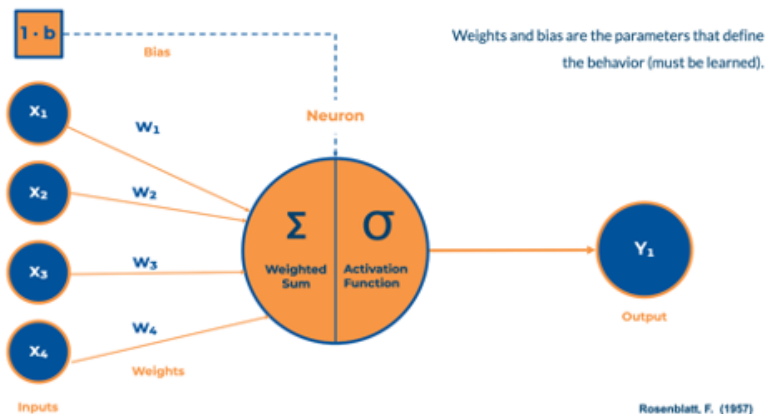 1 · b
Bias
Weights and bias are the parameters that define
the behavior (must be learned).
Neuron
X₁
W₁
X₂
W₂
X₃
W₃
X₄
W₄
Σ
σ
Weighted
Sum
Activation
Function
Y₁
Output
Weights
Inputs
Rosenblatt, F. (1957)